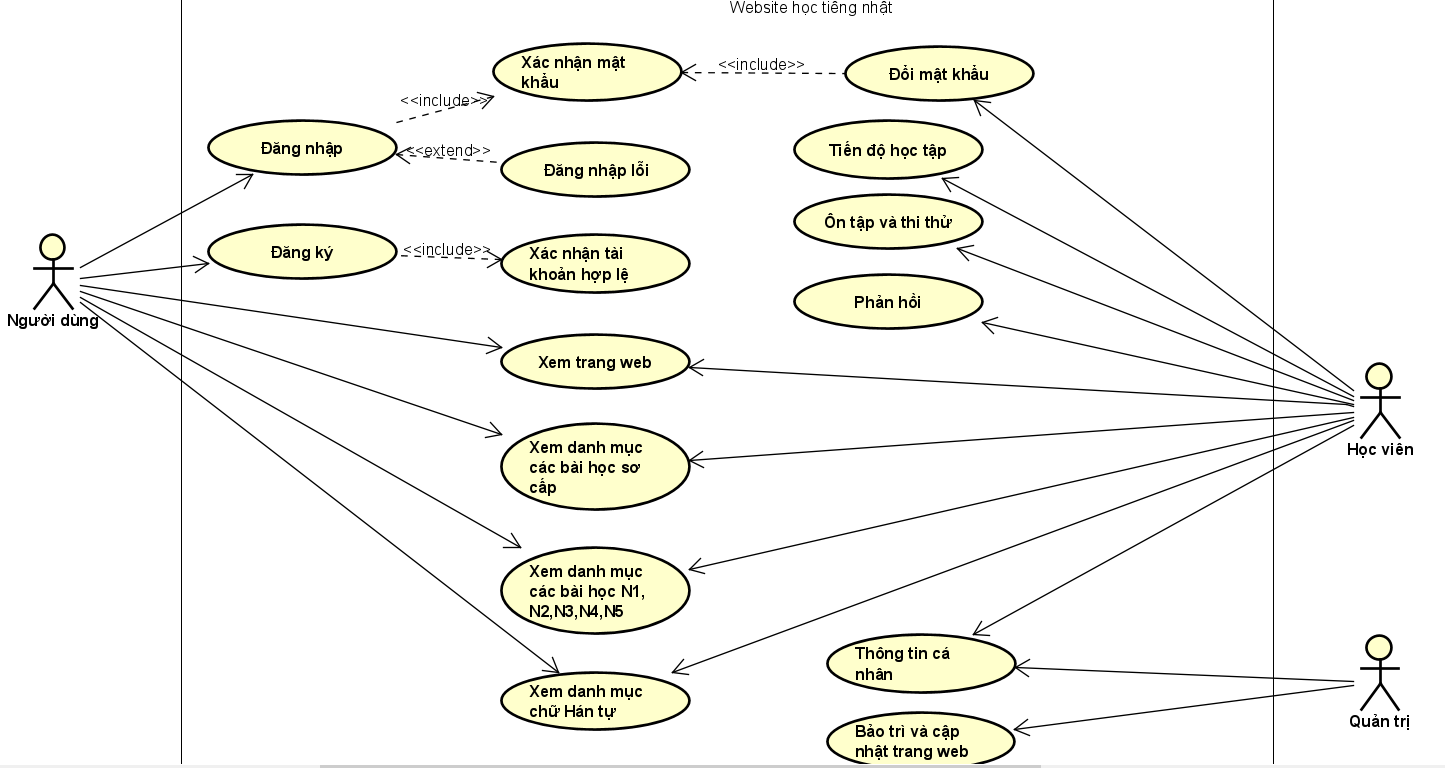 Website học tiếng nhật
Xác nhận mật
khẩu
<<include>>
Đổi mật khẩu
<<include>>
Đăng nhập
<<extend>>
Đăng nhập lỗi
Tiến độ học tập
Ôn tập và thi thử
Đăng ký
<<include>>
Xác nhận tài
khoản hợp lệ
Phản hồi
Người dùng
Xem trang web
Học viên
Xem danh mục
các bài học sơ
cấp
Xem danh mục
các bài học N1,
N2,N3,N4,N5
Thông tin cá
nhân
Xem danh mục
chữ Hán tự
Quản trị
Bảo trì và cập
nhật trang web